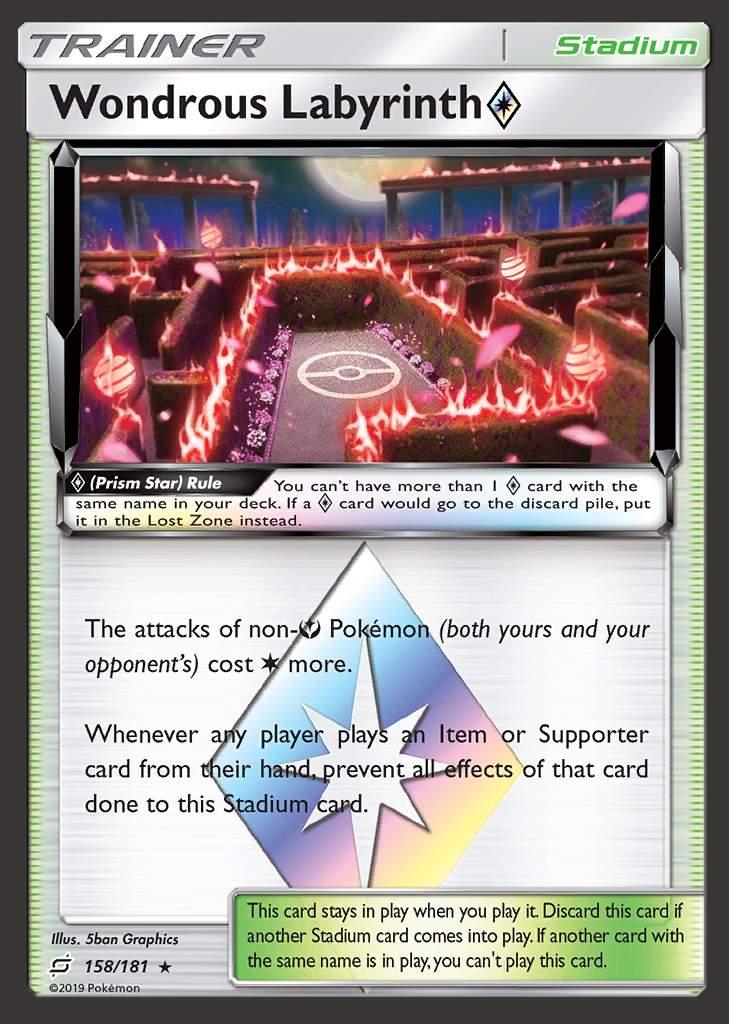 TRAINER
Stadium
Wondrous Labyrinth
(Prism Star) Rule You can't have more than 1 card with the
same name in your deck. If a card would go to the discard pile, put
it in the Lost Zone instead.
The attacks of non- Pokémon (both yours and your
opponent's) cost more.
Whenever any player plays an Item or Supporter
card from their hand, prevent all effects of that card
done to this Stadium card.
This card stays in play when you play it. Discard this card if
another Stadium card comes into play. If another card with
the same name is in play, you can't play this card.
Illus. 5ban Graphics
158/181 ★
©2019 Pokémon